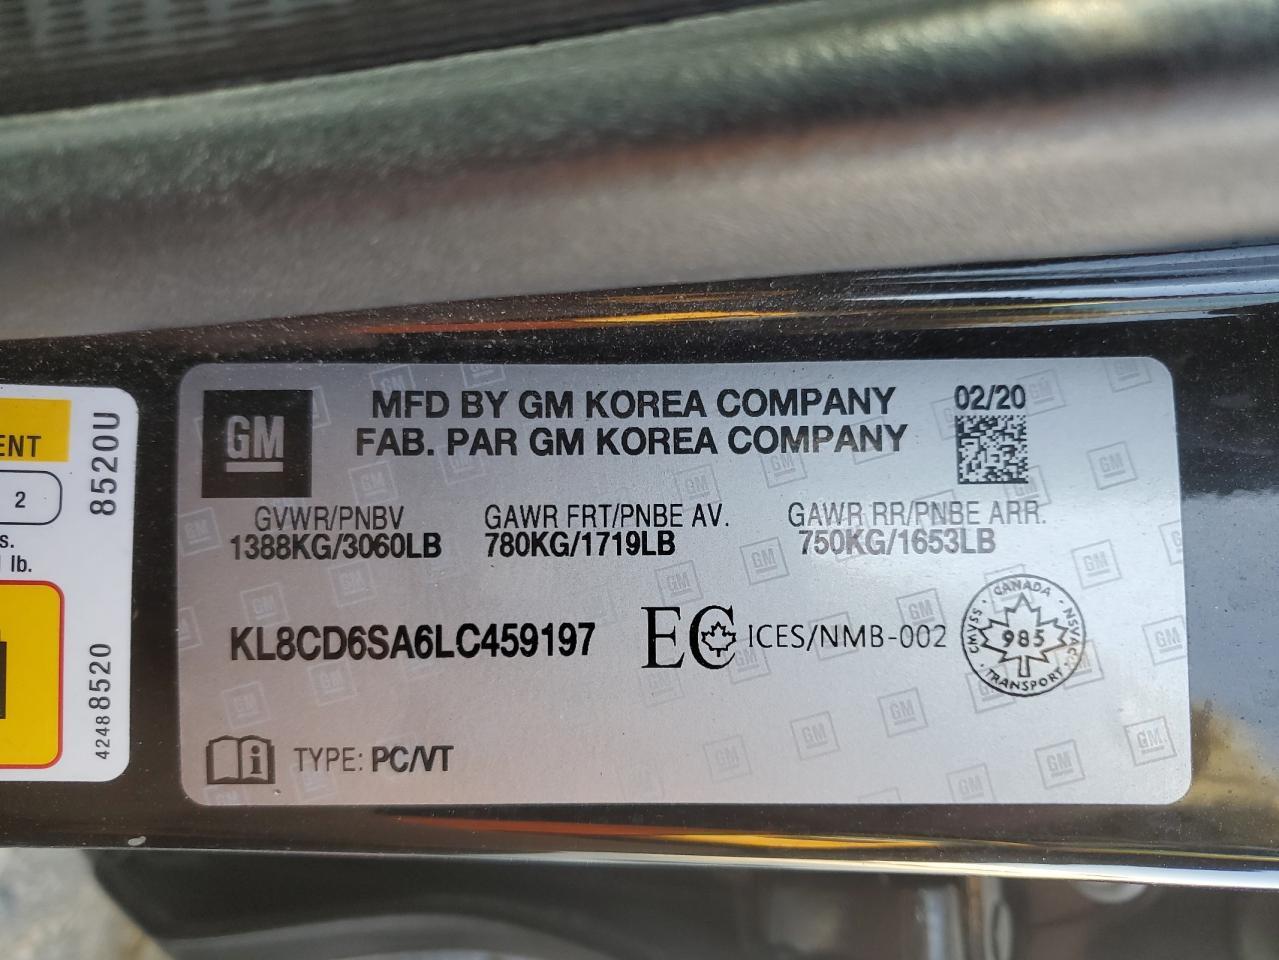 GM
MFD BY GM KOREA COMPANY
FAB. PAR GM KOREA COMPANY
02/20
GVWR/PNBV
GAWR FRT/PNBE AV.
GAWR RR/PNBE ARR.
1388KG/3060LB
780KG/1719LB
750KG/1653LB
KL8CD6SA6LC459197
EC ICES/NMB-002
CANADA
CMVSS
985
NSVAC
TRANSPORT
i
TYPE: PC/VT
ENT
2
s.
lb.
8520U
4248 8520